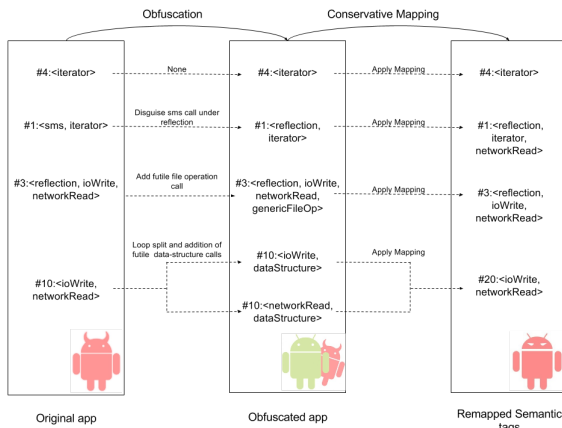 Obfuscation
Conservative Mapping
#4:<iterator>
None
#4:<iterator>
Apply Mapping
#4:<iterator>
#1:<sms, iterator>
Disguise sms call under
reflection
#1:<reflection,
iterator>
Apply Mapping
#1:<reflection,
iterator,
networkRead>
#3:<reflection, ioWrite,
networkRead>
Add futile file operation
call
#3:<reflection, ioWrite,
networkRead,
genericFileOp>
Apply Mapping
#3:<reflection,
ioWrite,
networkRead>
#10:<ioWrite,
networkRead>
Loop split and addition of
futile data-structure calls
#10:<ioWrite,
dataStructure>
#10:<networkRead,
dataStructure>
Apply Mapping
#20:<ioWrite,
networkRead>
Original app
Obfuscated app
Remapped Semantic
tags